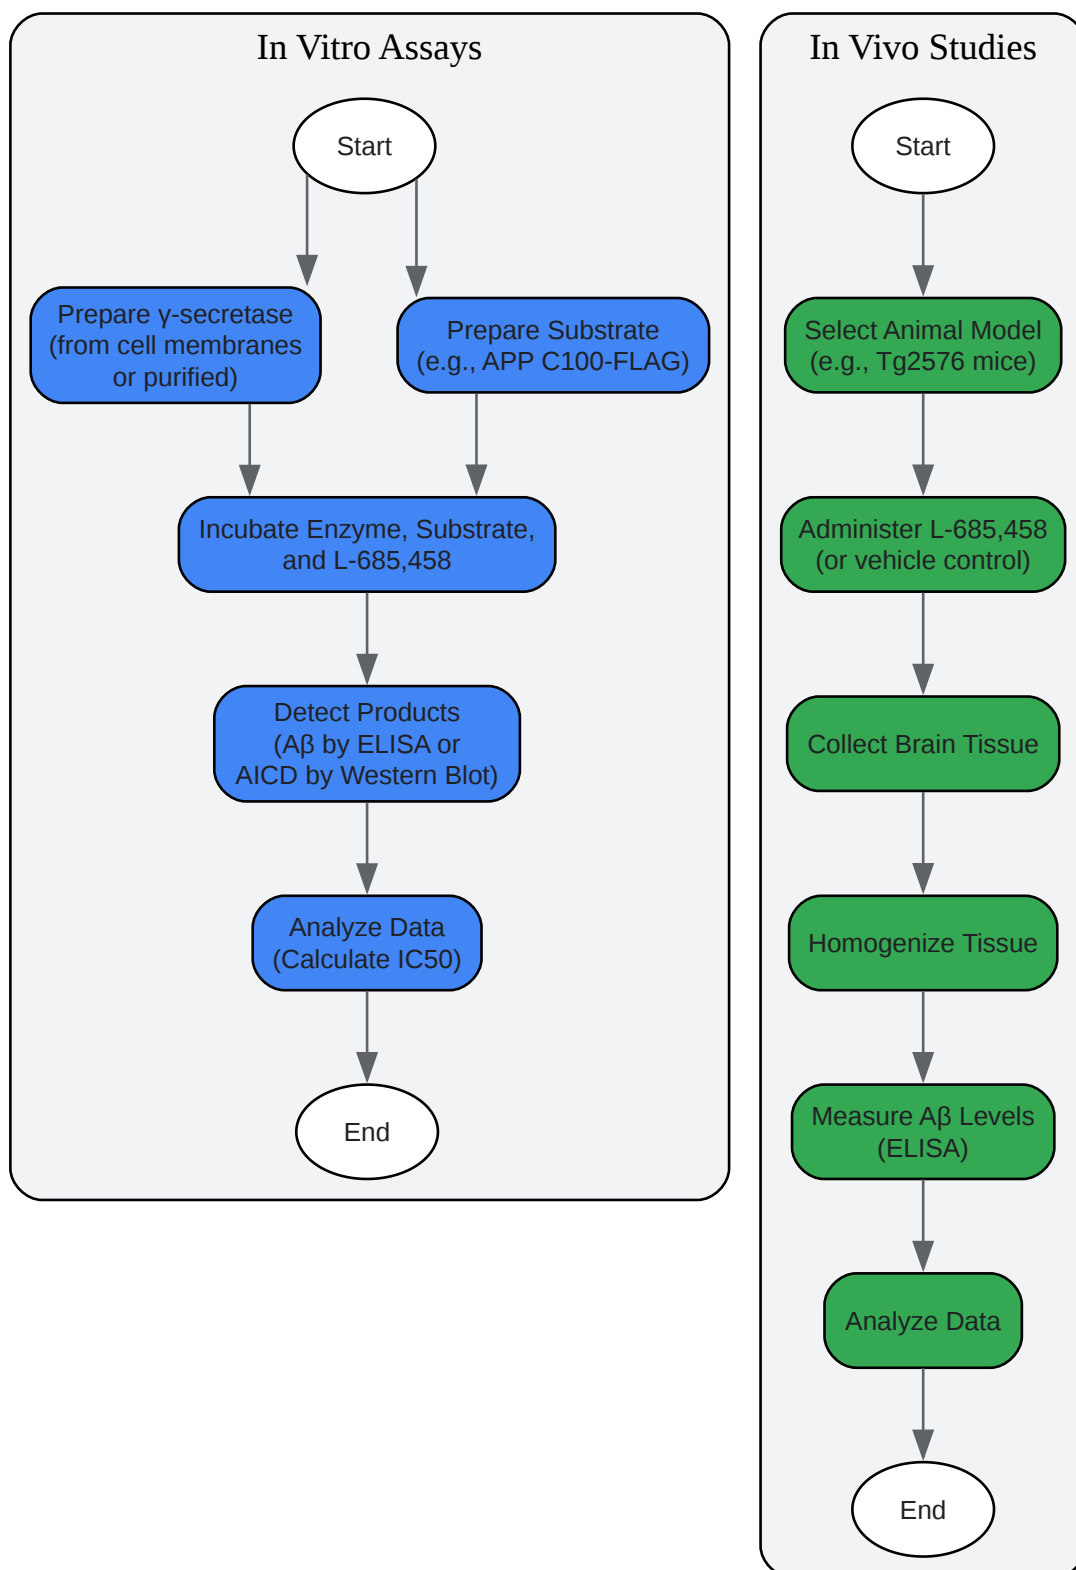 In Vitro Assays
Start
Prepare γ-secretase
(from cell membranes
or purified)
Prepare Substrate
(e.g., APP C100-FLAG)
Incubate Enzyme, Substrate,
and L-685,458
Detect Products
(Aβ by ELISA or
AICD by Western Blot)
Analyze Data
(Calculate IC50)
End
In Vivo Studies
Start
Select Animal Model
(e.g., Tg2576 mice)
Administer L-685,458
(or vehicle control)
Collect Brain Tissue
Homogenize Tissue
Measure Aβ Levels
(ELISA)
Analyze Data
End